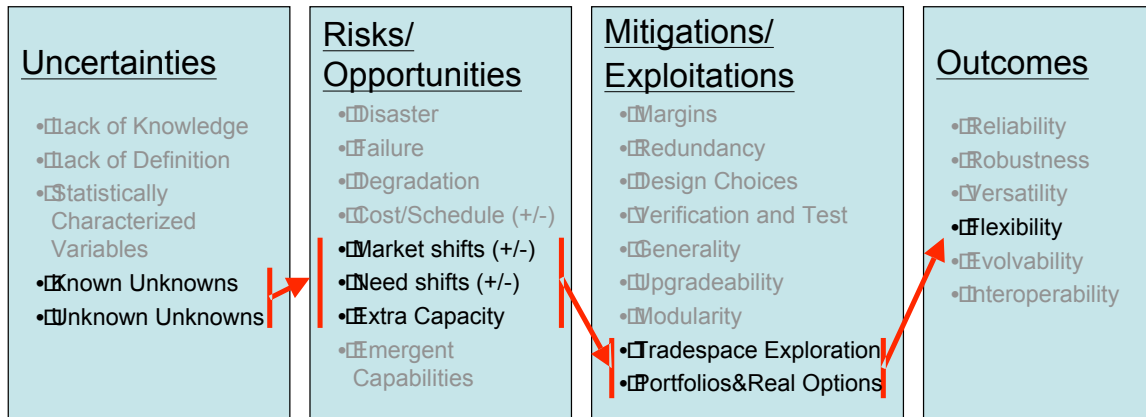 Uncertainties
•Lack of Knowledge
•Lack of Definition
•Statistically
Characterized
Variables
•Known Unknowns
•Unknown Unknowns
Risks/
Opportunities
•Disaster
•Failure
•Degradation
•Cost/Schedule (+/-)
•Market shifts (+/-)
•Need shifts (+/-)
•Extra Capacity
•Emergent
Capabilities
Mitigations/
Exploitations
•Margins
•Redundancy
•Design Choices
•Verification and Test
•Generality
•Upgradeability
•Modularity
•Tradespace Exploration
•Portfolios&Real Options
Outcomes
•Reliability
•Robustness
•Versatility
•Flexibility
•Evolvability
•Interoperability